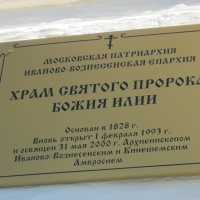 Московская Патриархия
Иваново-Вознесенская Епархия
ХРАМ СВЯТОГО ПРОРОКА
БОЖИЯ ИЛИИ
Основан в 1828 г.
Вновь открыт 1 февраля 1993 г.
и освящен 31 мая 2000 г. Архиепископом
Иваново-Вознесенским и Кинешемским
Амвросием